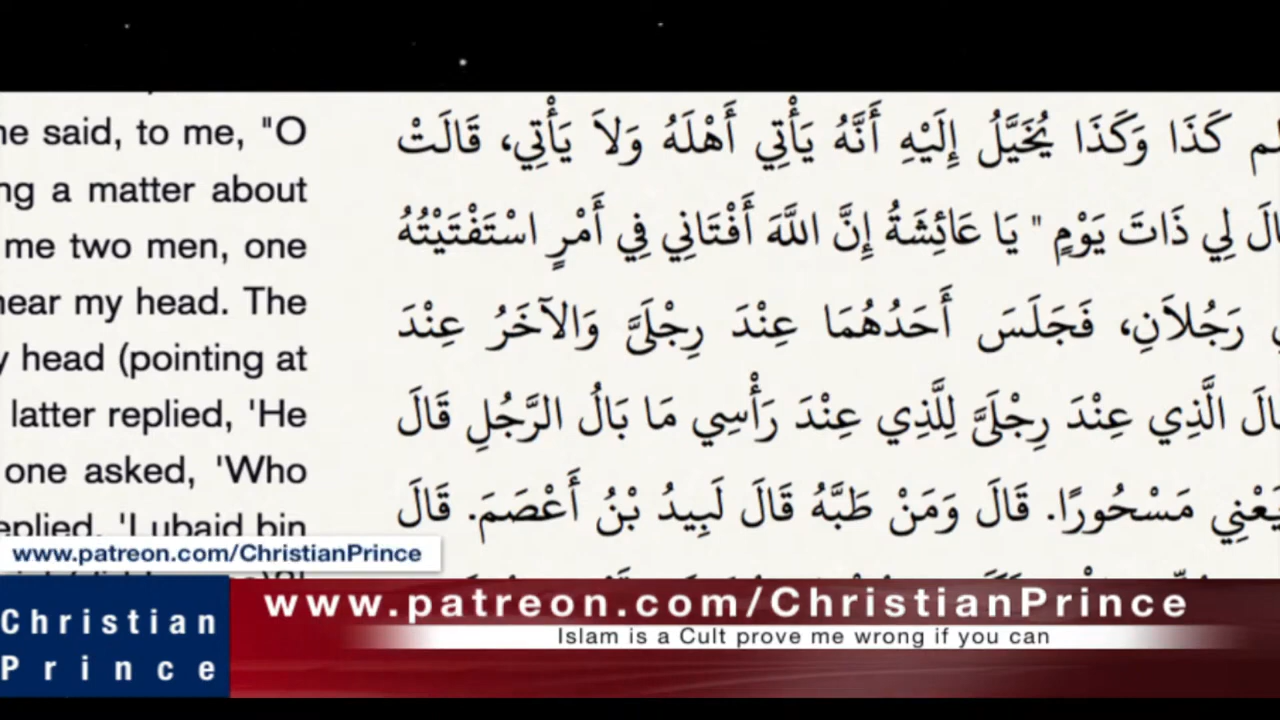 he said, to me, "O
ng a matter about
me two men, one
near my head. The
y head (pointing at
latter replied, 'He
one asked, 'Who
eplied, 'Lubaid bin
كَذَا وَكَذَا يُخَيَّلُ إِلَيْهِ أَنَّهُ يَأْتِي أَهْلَهُ وَلاَ يَأْتِي، قَالَتْ
الَ لِي ذَاتَ يَوْمٍ " يَا عَائِشَةُ إِنَّ اللَّهَ أَفْتَانِي فِي أَمْرٍ اسْتَفْتَيْتُهُ
رَجُلاَنِ، فَجَلَسَ أَحَدُهُمَا عِنْدَ رِجْلَىَّ وَالآخَرُ عِنْدَ
الَ الَّذِي عِنْدَ رِجْلَىَّ لِلَّذِي عِنْدَ رَأْسِي مَا بَالُ الرَّجُلِ قَالَ
يَعْنِي مَسْحُورًا. قَالَ وَمَنْ طَبَّهُ قَالَ لَبِيدُ بْنُ أَعْصَمَ. قَالَ
www.patreon.com/ChristianPrince
Christian
Prince
www.patreon.com/ChristianPrince
Islam is a Cult prove me wrong if you can